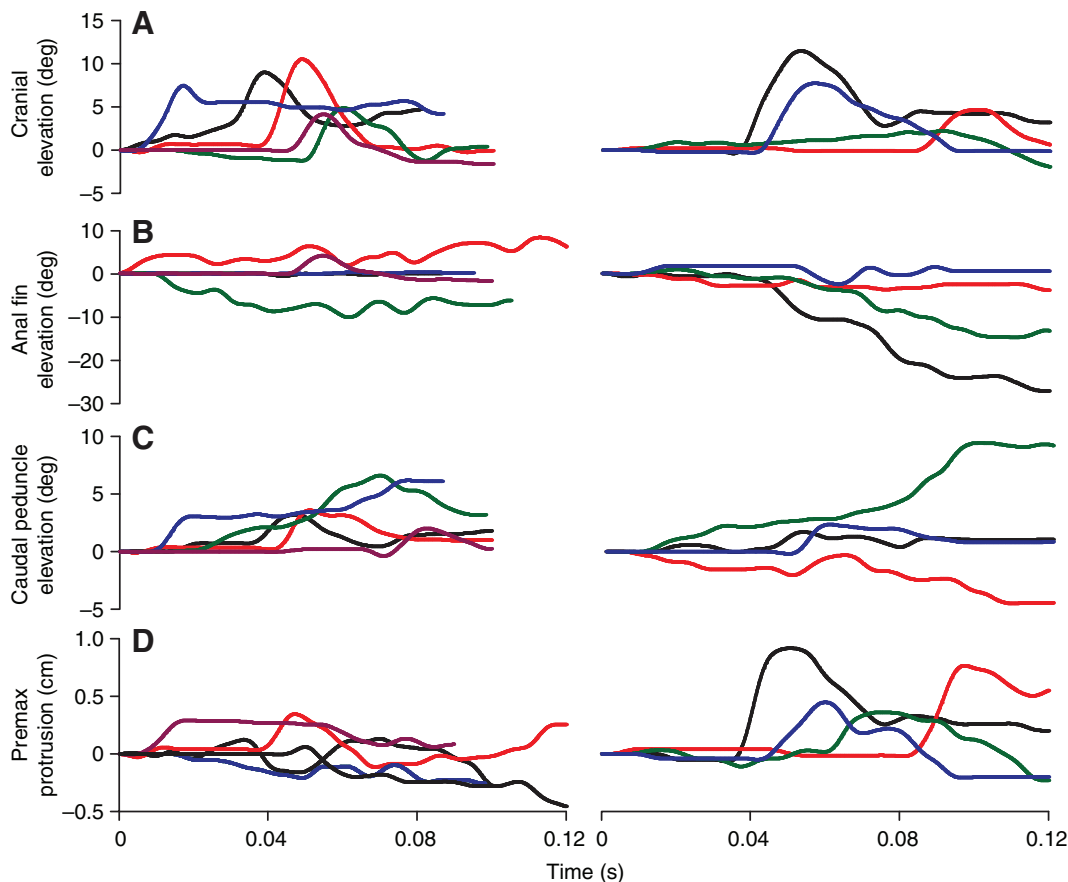 A
Cranial
elevation (deg)
15
10
5
0
–5
B
Anal fin
elevation (deg)
10
0
–10
–20
–30
C
Caudal peduncle
elevation (deg)
10
5
0
–5
D
Premax
protrusion (cm)
1.0
0.5
0
–0.5
0 0.04 0.08 0.12 0 0.04 0.08 0.12
Time (s)